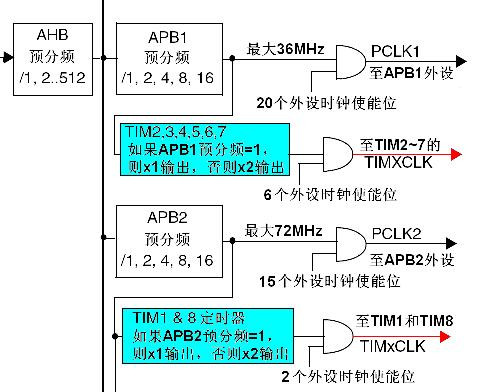 AHB
预分频
/1, 2..512
APB1
预分频
/1, 2, 4, 8, 16
最大36MHz
PCLK1
至APB1外设
20个外设时钟使能位
TIM2,3,4,5,6,7
如果APB1预分频=1，
则x1输出，否则x2输出
至TIM2~7的
TIMXCLK
6个外设时钟使能位
APB2
预分频
/1, 2, 4, 8, 16
最大72MHz
PCLK2
至APB2外设
15个外设时钟使能位
TIM1 & 8 定时器
如果APB2预分频=1，
则x1输出，否则x2输出
至TIM1和TIM8
TIMxCLK
2个外设时钟使能位